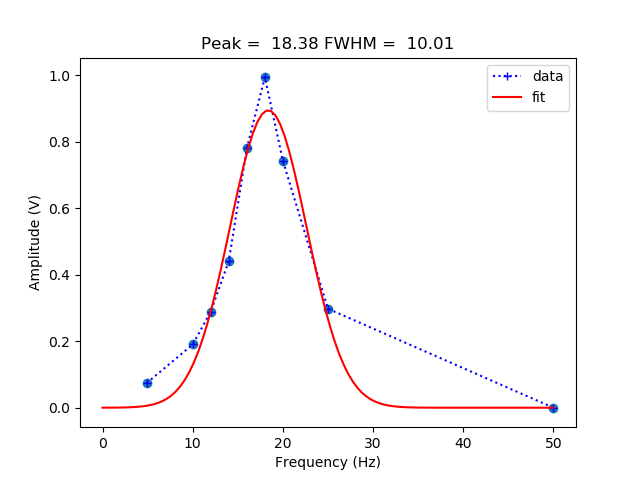 Peak =  18.38 FWHM =  10.01
1.0
0.8
0.6
0.4
0.2
0.0
Amplitude (V)
data
fit
0 10 20 30 40 50
Frequency (Hz)